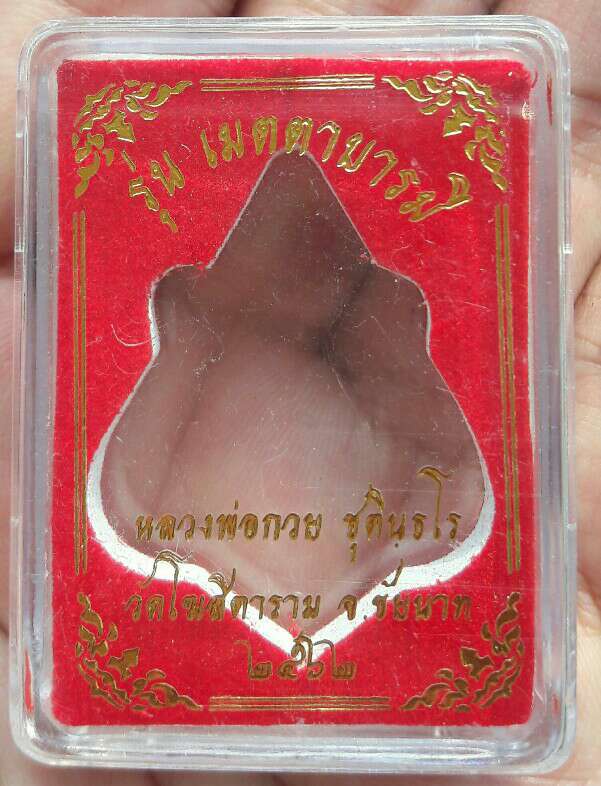 รุ่น เมตตาบารมี
หลวงพ่อกวย ชุตินฺธโร
วัดโฆสิตาราม จ.ชัยนาท
๒๕๖๒